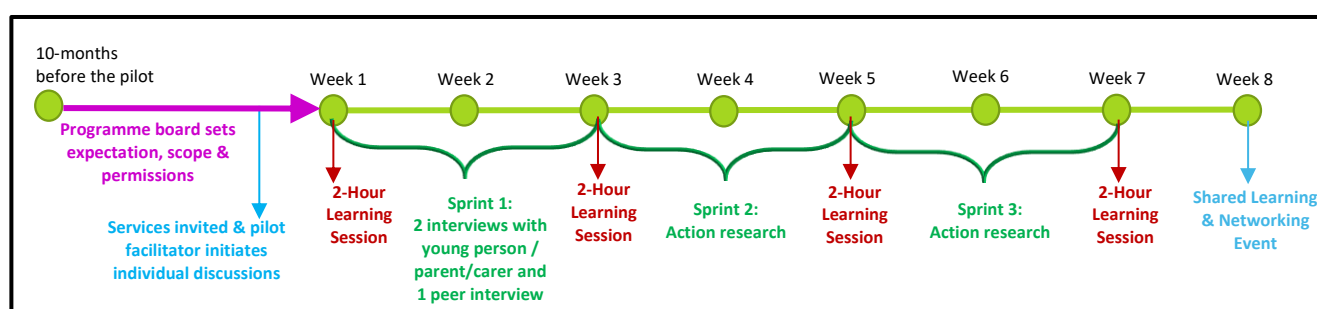 10-months
before the pilot
Week 1
Week 2
Week 3
Week 4
Week 5
Week 6
Week 7
Week 8
Programme board sets
expectation, scope &
permissions
Services invited & pilot
facilitator initiates
individual discussions
2-Hour
Learning
Session
Sprint 1:
2 interviews with
young person /
parent/carer and
1 peer interview
2-Hour
Learning
Session
Sprint 2:
Action research
2-Hour
Learning
Session
Sprint 3:
Action research
2-Hour
Learning
Session
Shared Learning
& Networking
Event